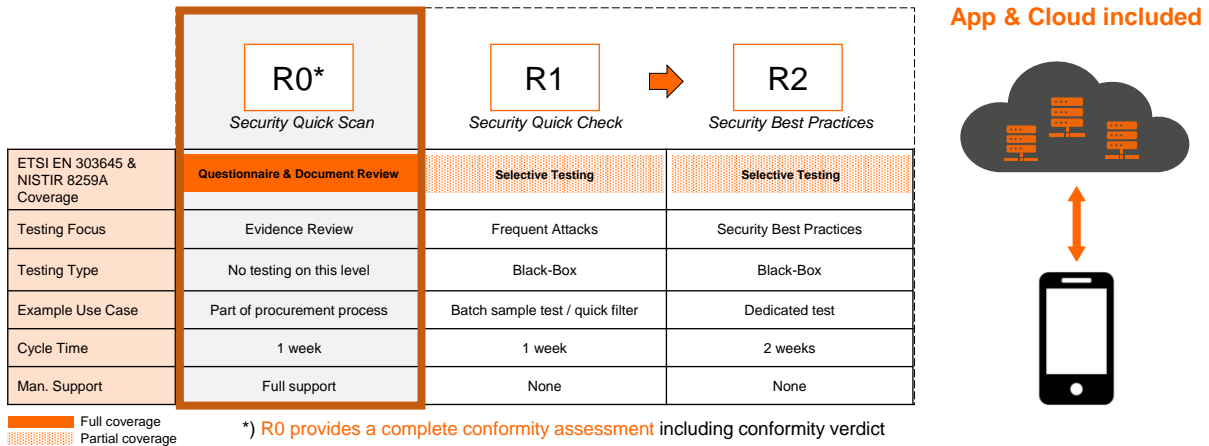 App & Cloud included
R0*
R1
R2
Security Quick Scan
Security Quick Check
Security Best Practices
ETSI EN 303645 &
NISTIR 8259A
Coverage
Questionnaire & Document Review
Selective Testing
Selective Testing
Testing Focus
Evidence Review
Frequent Attacks
Security Best Practices
Testing Type
No testing on this level
Black-Box
Black-Box
Example Use Case
Part of procurement process
Batch sample test / quick filter
Dedicated test
Cycle Time
1 week
1 week
2 weeks
Man. Support
Full support
None
None
Full coverage
Partial coverage
*) R0 provides a complete conformity assessment including conformity verdict